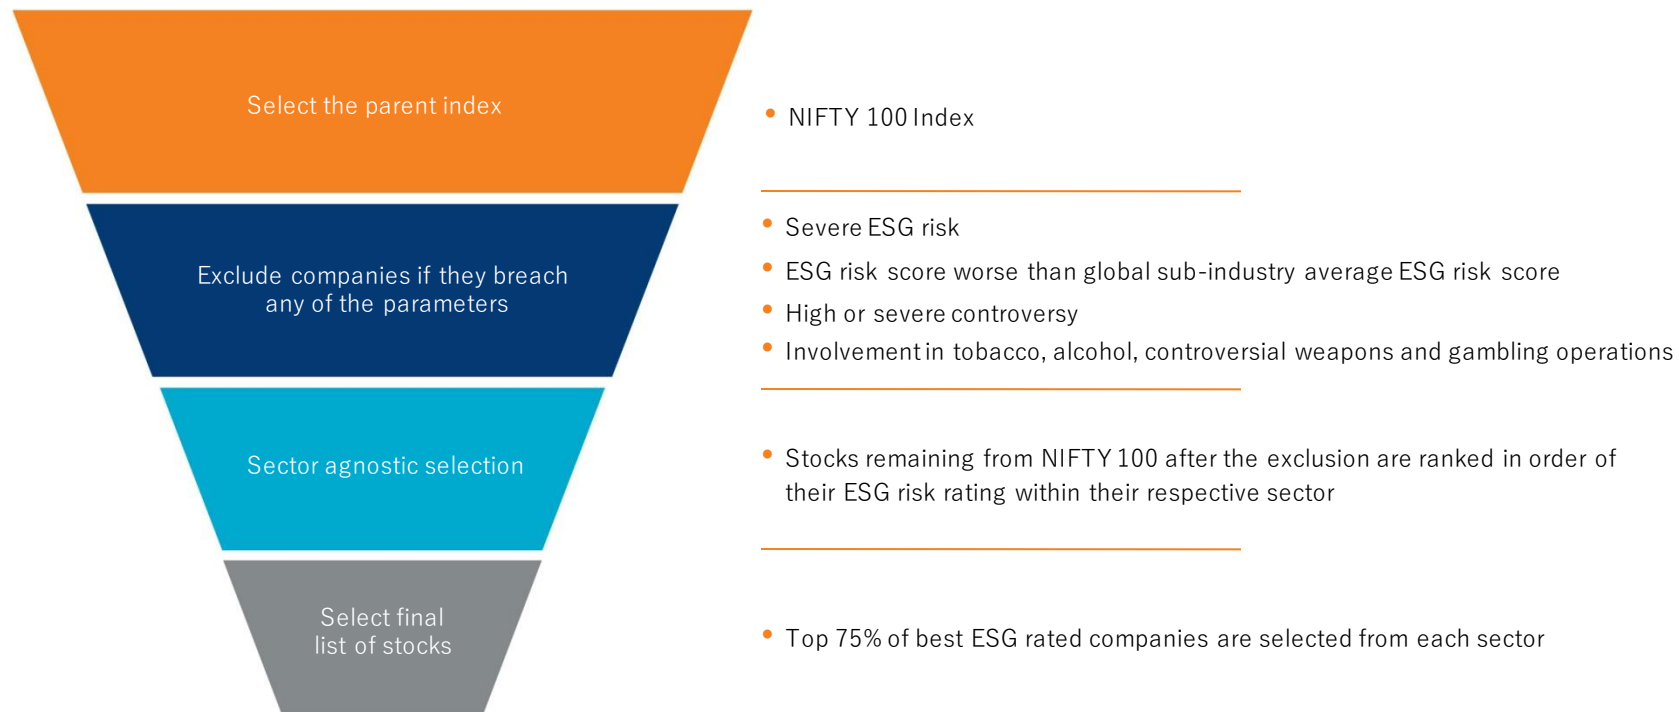 Select the parent index
• NIFTY 100 Index
Exclude companies if they breach
any of the parameters
• Severe ESG risk
• ESG risk score worse than global sub-industry average ESG risk score
• High or severe controversy
• Involvement in tobacco, alcohol, controversial weapons and gambling operations
Sector agnostic selection
• Stocks remaining from NIFTY 100 after the exclusion are ranked in order of
their ESG risk rating within their respective sector
Select final
list of stocks
• Top 75% of best ESG rated companies are selected from each sector